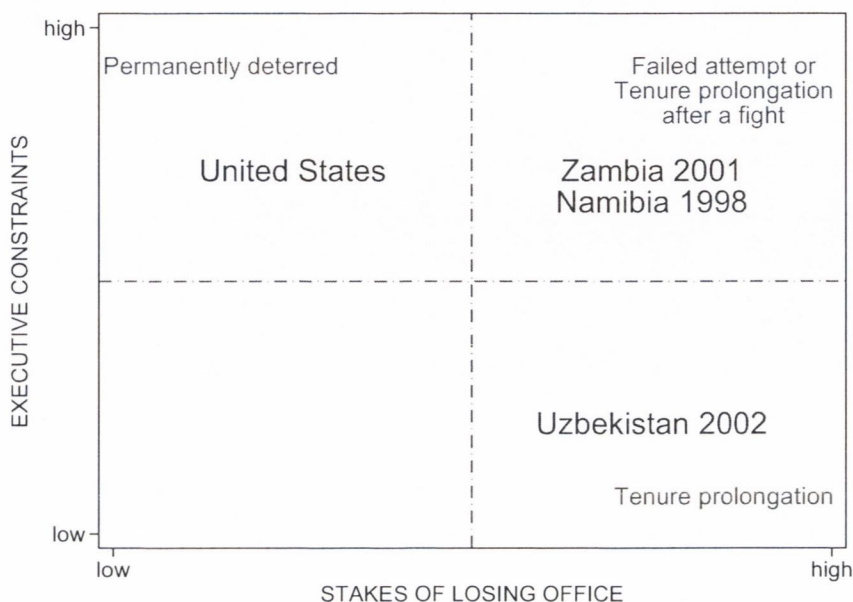 high
Permanently deterred
Failed attempt or
Tenure prolongation
after a fight
United States
Zambia 2001
Namibia 1998
EXECUTIVE CONSTRAINTS
Uzbekistan 2002
Tenure prolongation
low
low
high
STAKES OF LOSING OFFICE